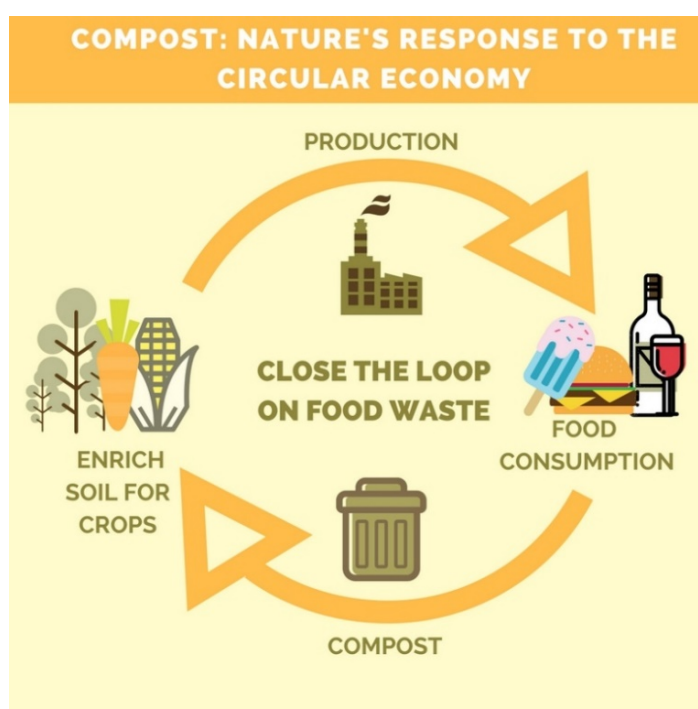 COMPOST: NATURE'S RESPONSE TO THE
CIRCULAR ECONOMY
PRODUCTION
CLOSE THE LOOP
ON FOOD WASTE
FOOD
CONSUMPTION
ENRICH
SOIL FOR
CROPS
COMPOST